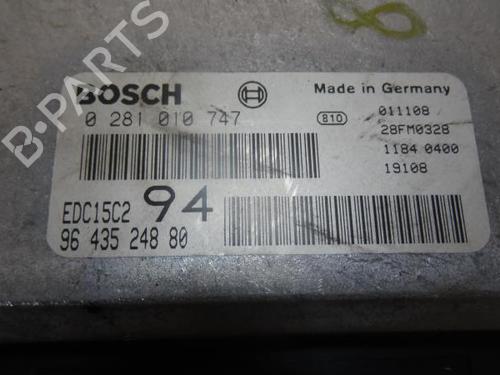 BOSCH
Made in Germany
0 281 010 747
810
011108
28FM0328
1184 0400
19108
EDC15C2 94
96 435 248 80
B-PARTS